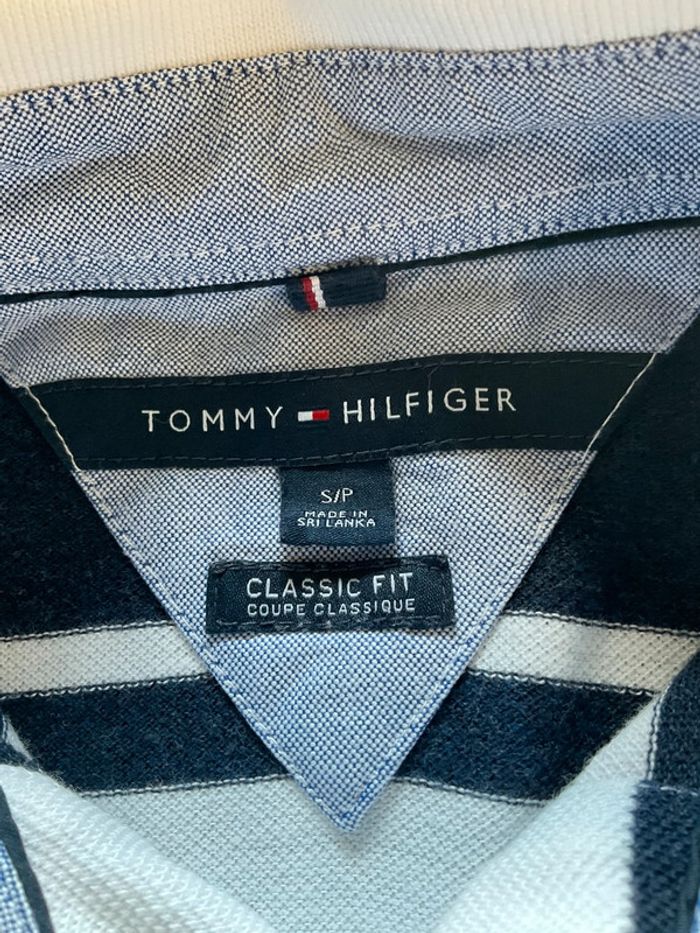 TOMMY HILFIGER
S/P
MADE IN
SRI LANKA
CLASSIC FIT
COUPE CLASSIQUE